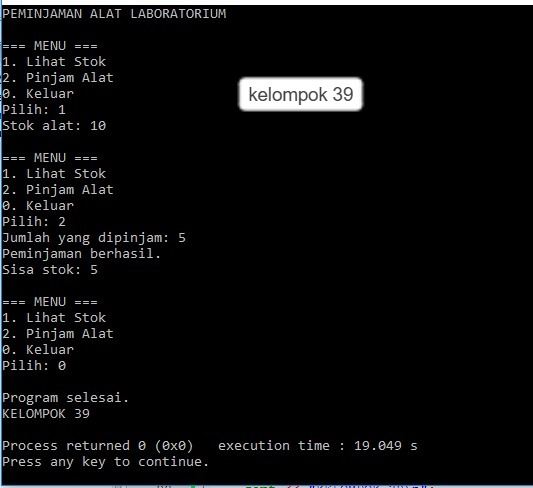 PEMINJAMAN ALAT LABORATORIUM
=== MENU ===
1. Lihat Stok
2. Pinjam Alat
0. Keluar
Pilih: 1
Stok alat: 10
kelompok 39
=== MENU ===
1. Lihat Stok
2. Pinjam Alat
0. Keluar
Pilih: 2
Jumlah yang dipinjam: 5
Peminjaman berhasil.
Sisa stok: 5
=== MENU ===
1. Lihat Stok
2. Pinjam Alat
0. Keluar
Pilih: 0
Program selesai.
KELOMPOK 39
Process returned 0 (0x0)   execution time : 19.049 s
Press any key to continue.